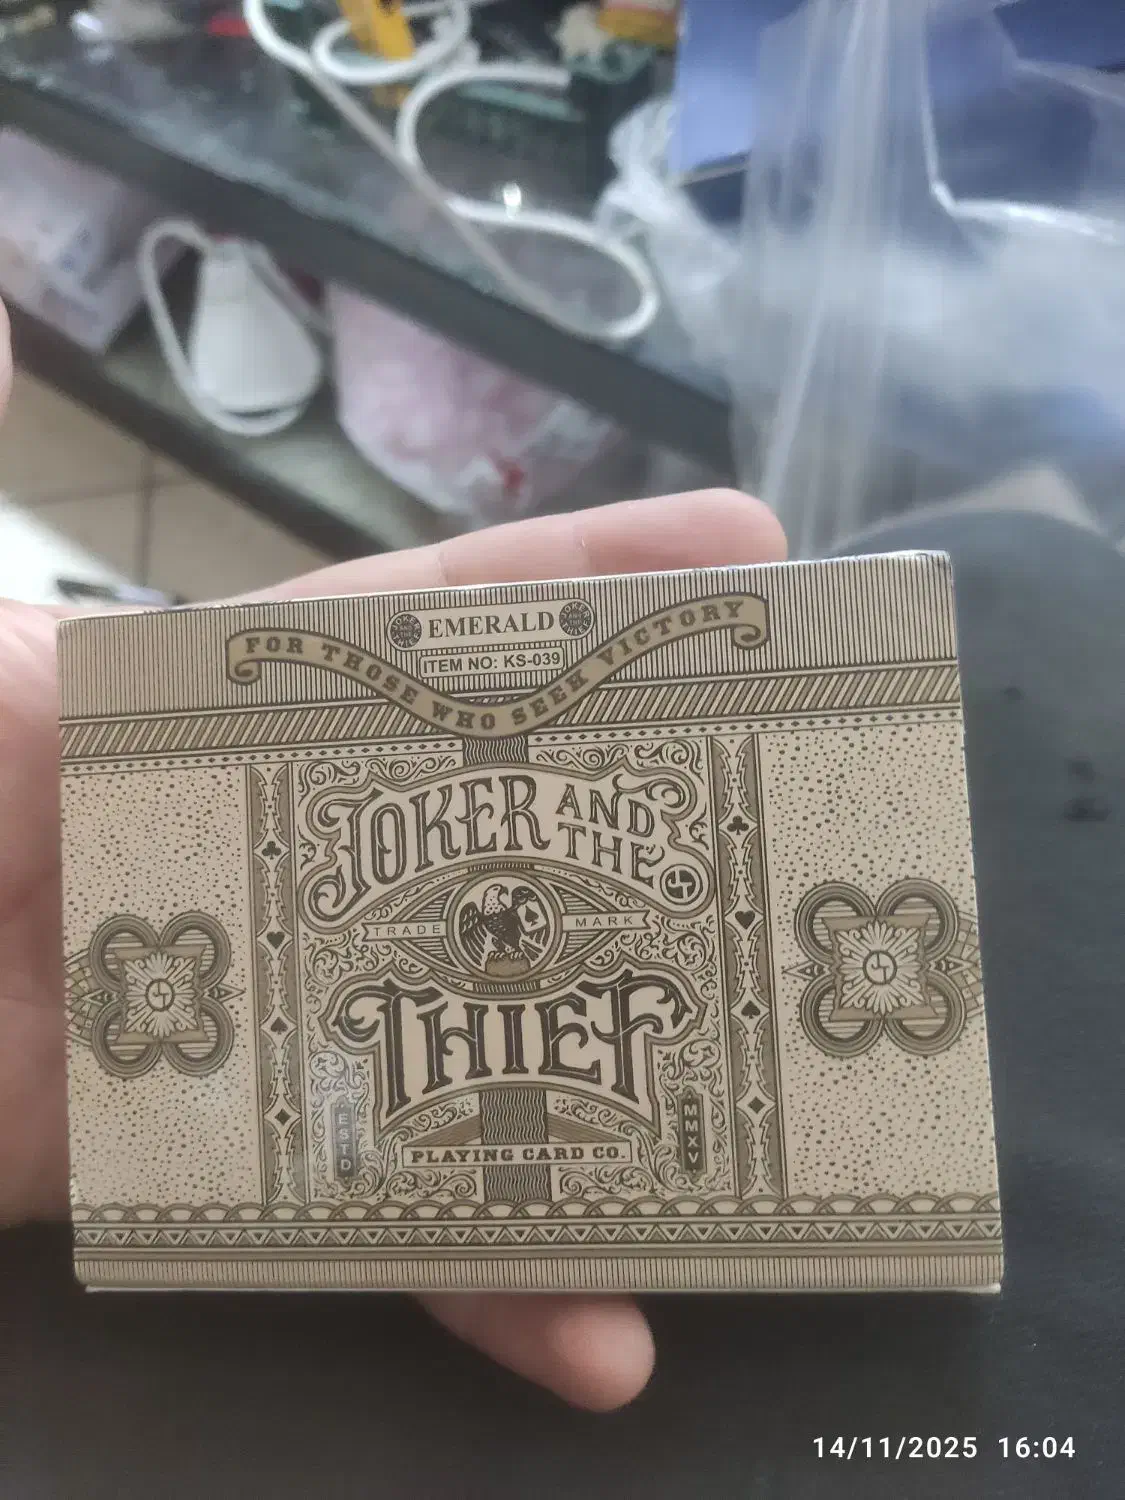 EMERALD
ITEM NO: KS-039
FOR THOSE WHO SEEK VICTORY
JOKER AND
THE
TRADE MARK
THIEF
ESTD
MMXV
PLAYING CARD CO.
14/11/2025 16:04